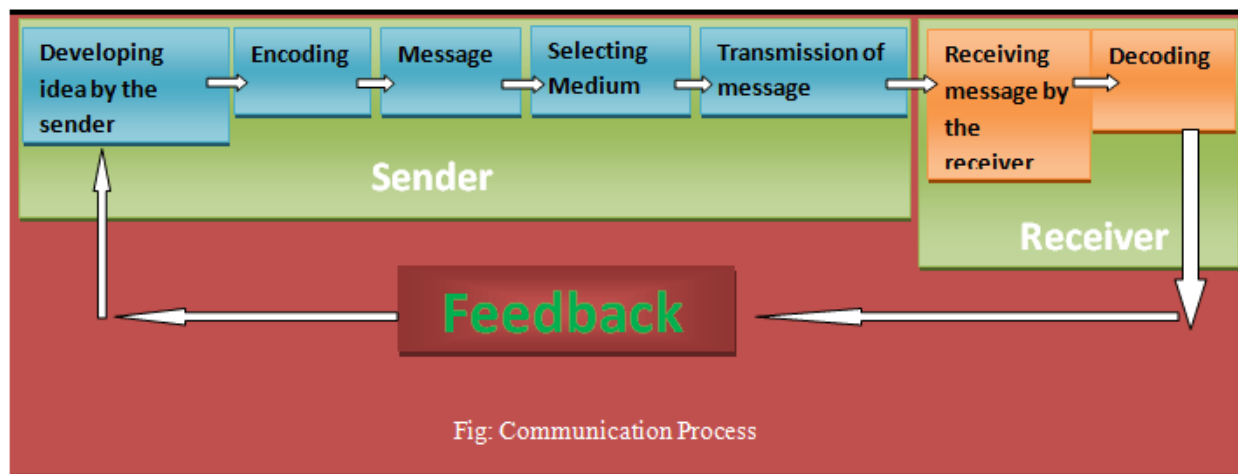 Developing
idea by the
sender
Encoding
Message
Selecting
Medium
Transmission of
message
Receiving
message by
the
receiver
Decoding
Sender
Receiver
Feedback
Fig: Communication Process